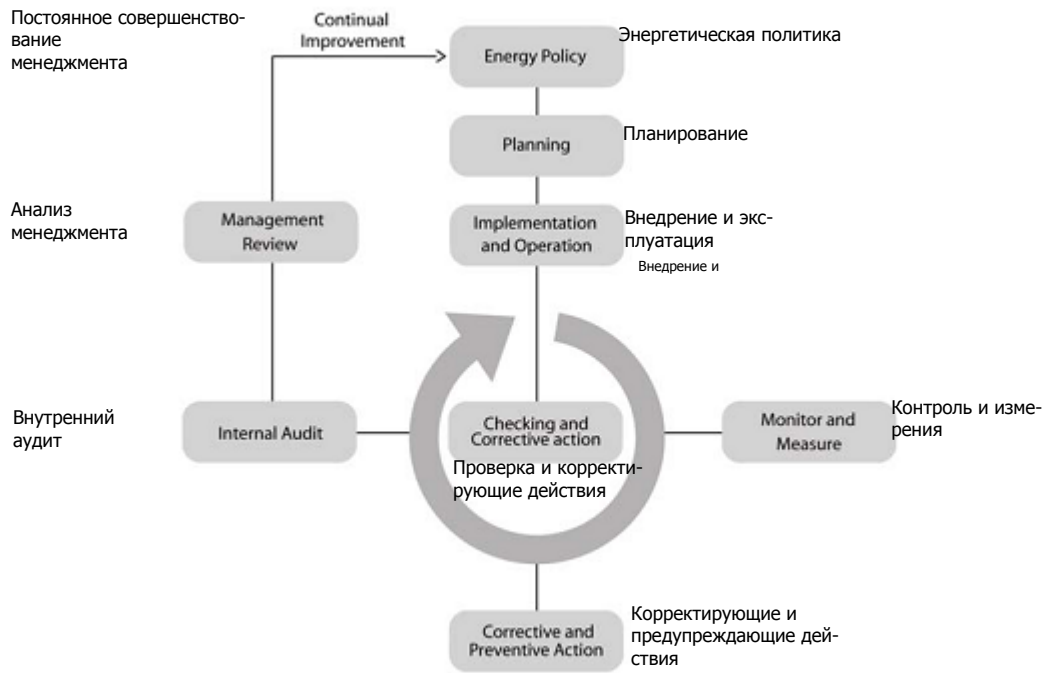 Постоянное совершенство-
вание
менеджмента
Continual
Improvement
Energy Policy
Энергетическая политика
Planning
Планирование
Анализ
менеджмента
Management
Review
Implementation
and Operation
Внедрение и экс-
плуатация
Внедрение и
Внутренний
аудит
Internal Audit
Checking and
Corrective action
Проверка и корректи-
рующие действия
Monitor and
Measure
Контроль и изме-
рения
Corrective and
Preventive Action
Корректирующие и
предупреждающие дей-
ствия